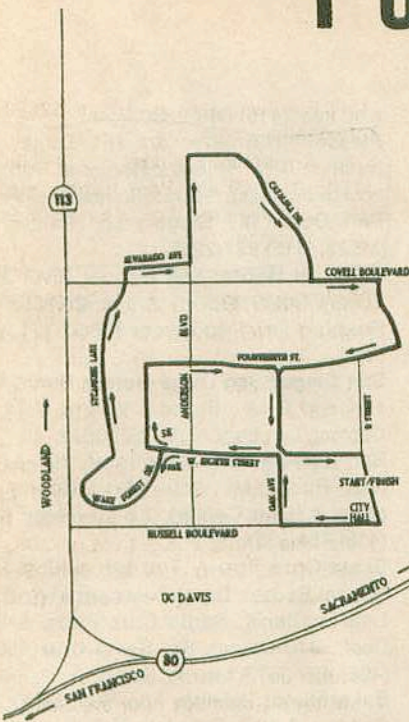 113
CATALINA DR.
ALVARADO AVE
COVELL BOULEVARD
SYCAMORE LANE
ANDERSON
BLVD
FOURTEENTH ST.
B STREET
WOODLAND
5K
10K
WAKE FOREST DR.
W. EIGHTH STREET
OAK AVE
START/FINISH
CITY
HALL
RUSSELL BOULEVARD
UC DAVIS
SACRAMENTO
80
SAN FRANCISCO